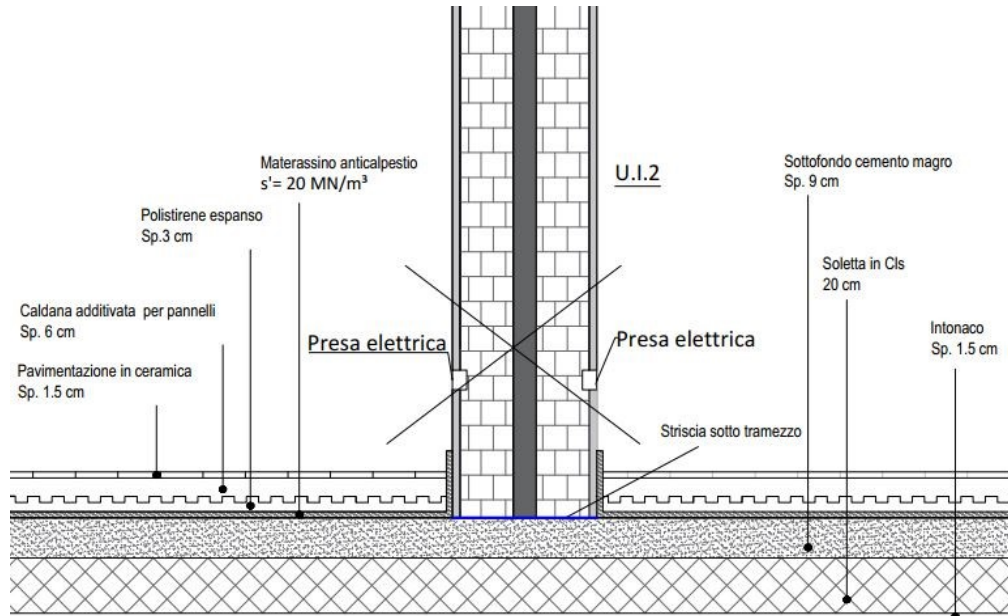 Materassino anticalpestio
s'= 20 MN/m³
U.I.2
Sottofondo cemento magro
Sp. 9 cm
Polistirene espanso
Sp.3 cm
Soletta in Cls
20 cm
Caldana additivata per pannelli
Sp. 6 cm
Intonaco
Sp. 1.5 cm
Presa elettrica
Presa elettrica
Pavimentazione in ceramica
Sp. 1.5 cm
Striscia sotto tramezzo